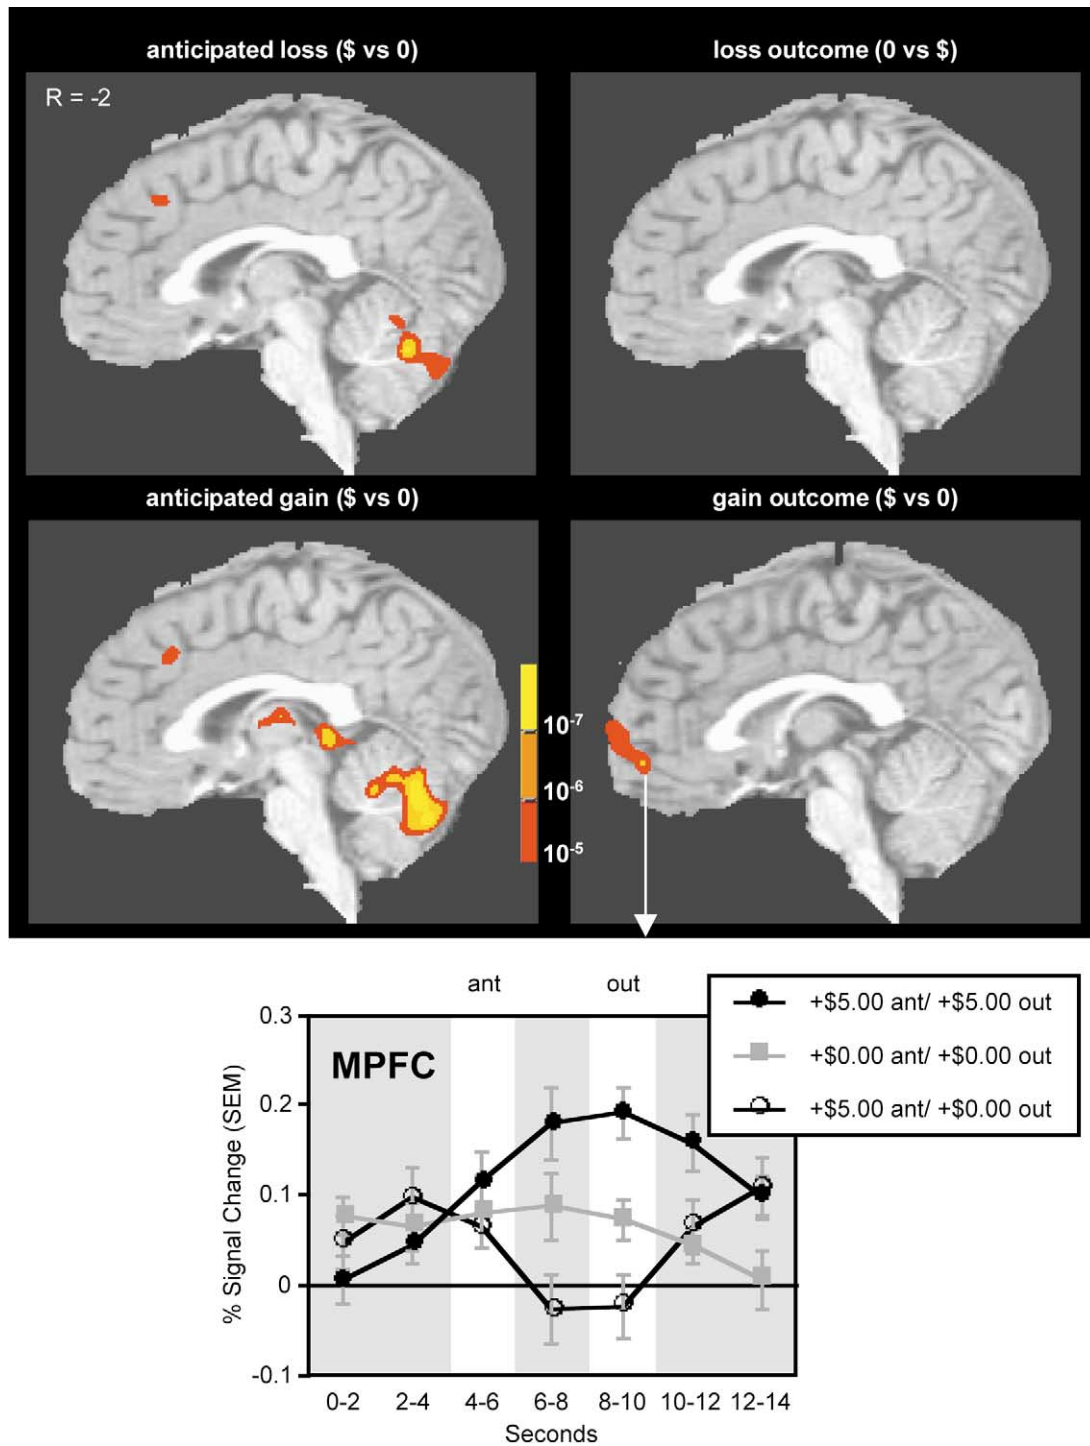 anticipated loss ($ vs 0)
loss outcome (0 vs $)
R = -2
anticipated gain ($ vs 0)
gain outcome ($ vs 0)
10-7
10-6
10-5
ant
out
+$5.00 ant/ +$5.00 out
+$0.00 ant/ +$0.00 out
+$5.00 ant/ +$0.00 out
MPFC
% Signal Change (SEM)
0.3
0.2
0.1
0
-0.1
0-2 2-4 4-6 6-8 8-10 10-12 12-14
Seconds